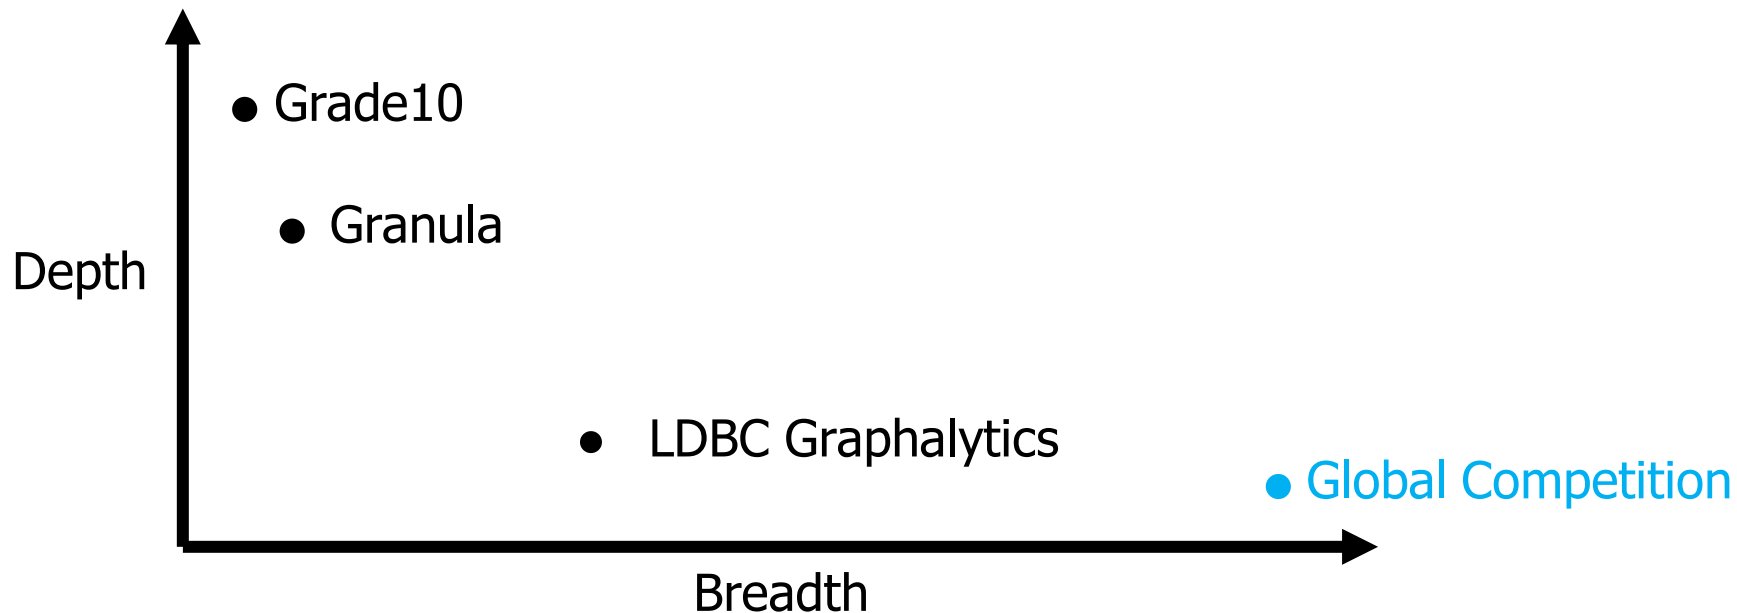 Grade10
Granula
Depth
LDBC Graphalytics
Global Competition
Breadth